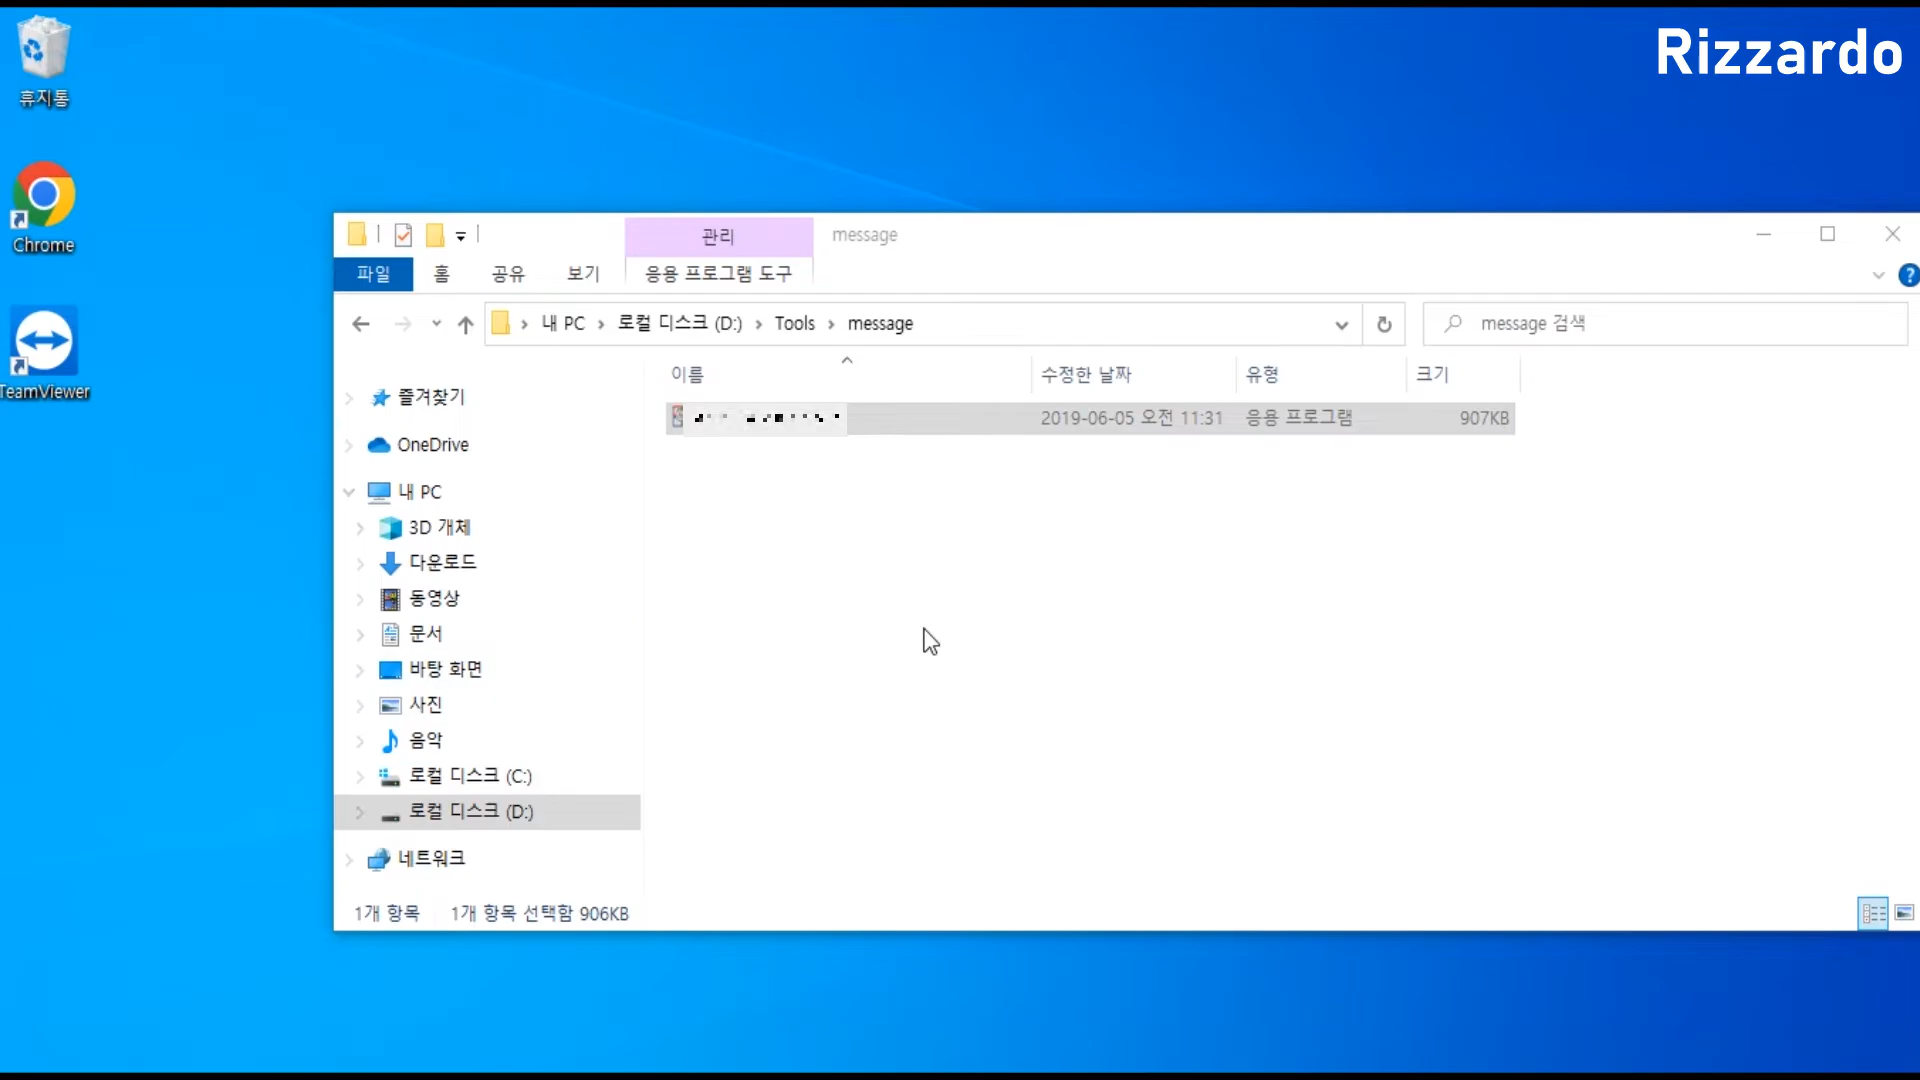 Rizzardo
휴지통
Chrome
TeamViewer
관리
message
파일
홈
공유
보기
응용 프로그램 도구
내 PC
로컬 디스크 (D:)
Tools
message
message 검색
이름
수정한 날짜
유형
크기
2019-06-05 오전 11:31
응용 프로그램
907KB
즐겨찾기
OneDrive
내 PC
3D 개체
다운로드
동영상
문서
바탕 화면
사진
음악
로컬 디스크 (C:)
로컬 디스크 (D:)
네트워크
1개 항목
1개 항목 선택함 906KB